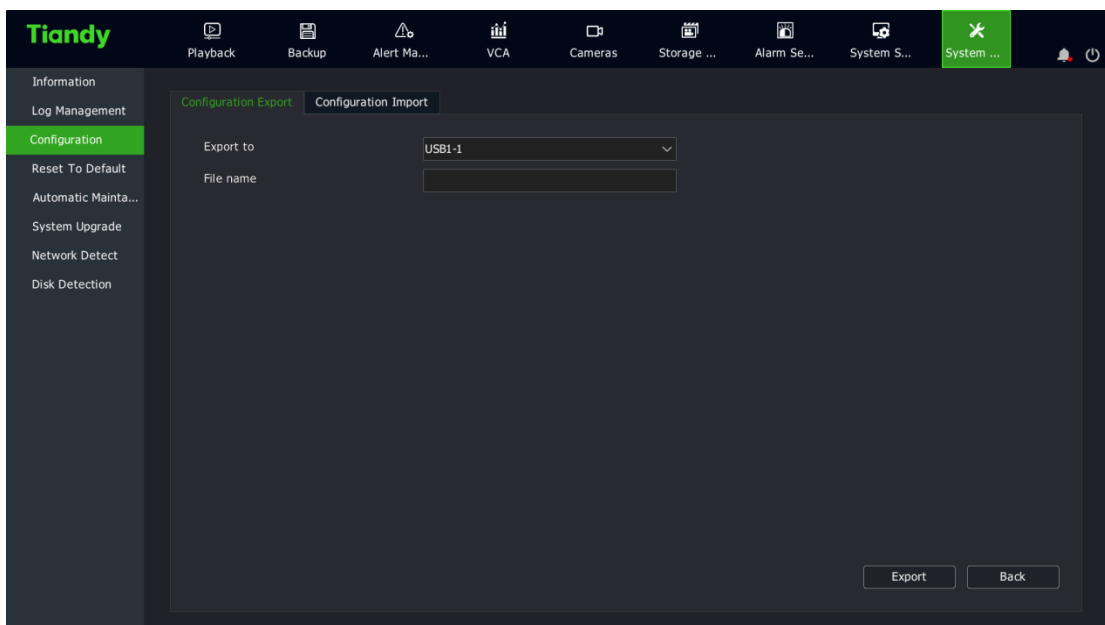 Tiandy
Playback
Backup
Alert Ma...
VCA
Cameras
Storage ...
Alarm Se...
System S...
System ...
Information
Log Management
Configuration
Reset To Default
Automatic Mainta...
System Upgrade
Network Detect
Disk Detection
Configuration Export
Configuration Import
Export to
USB1-1
File name
Export
Back